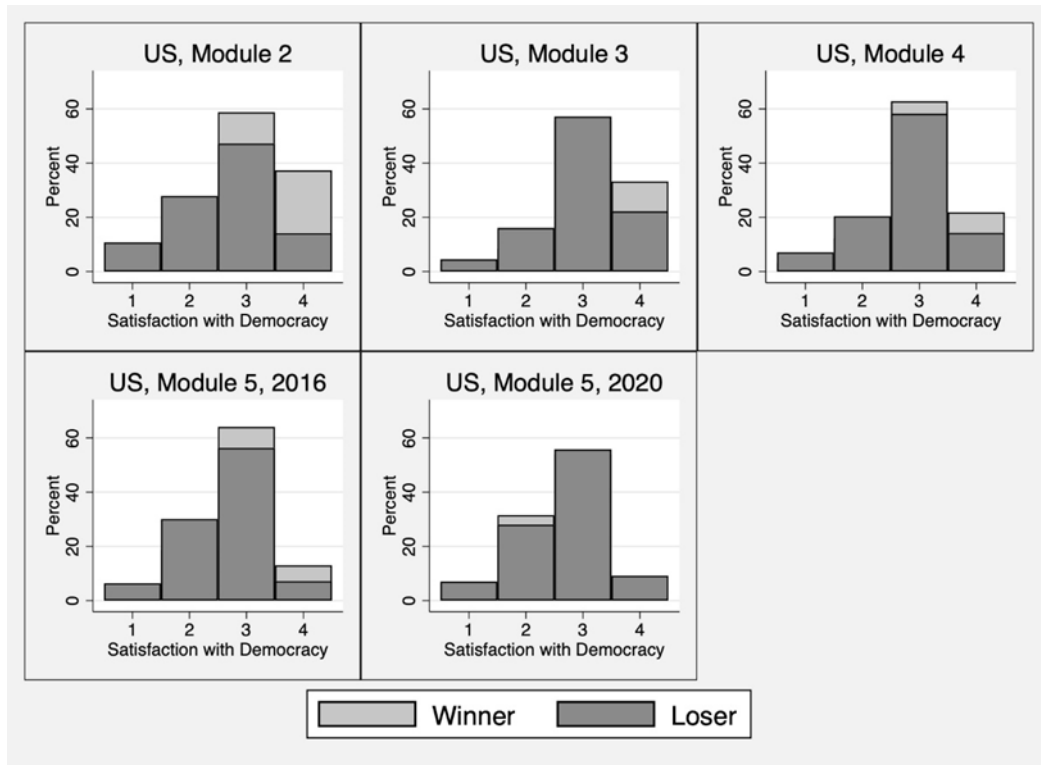 US, Module 2
Percent
60
40
20
0
1 2 3 4
Satisfaction with Democracy
US, Module 3
Percent
60
40
20
0
1 2 3 4
Satisfaction with Democracy
US, Module 4
Percent
60
40
20
0
1 2 3 4
Satisfaction with Democracy
US, Module 5, 2016
Percent
60
40
20
0
1 2 3 4
Satisfaction with Democracy
US, Module 5, 2020
Percent
60
40
20
0
1 2 3 4
Satisfaction with Democracy
Winner Loser